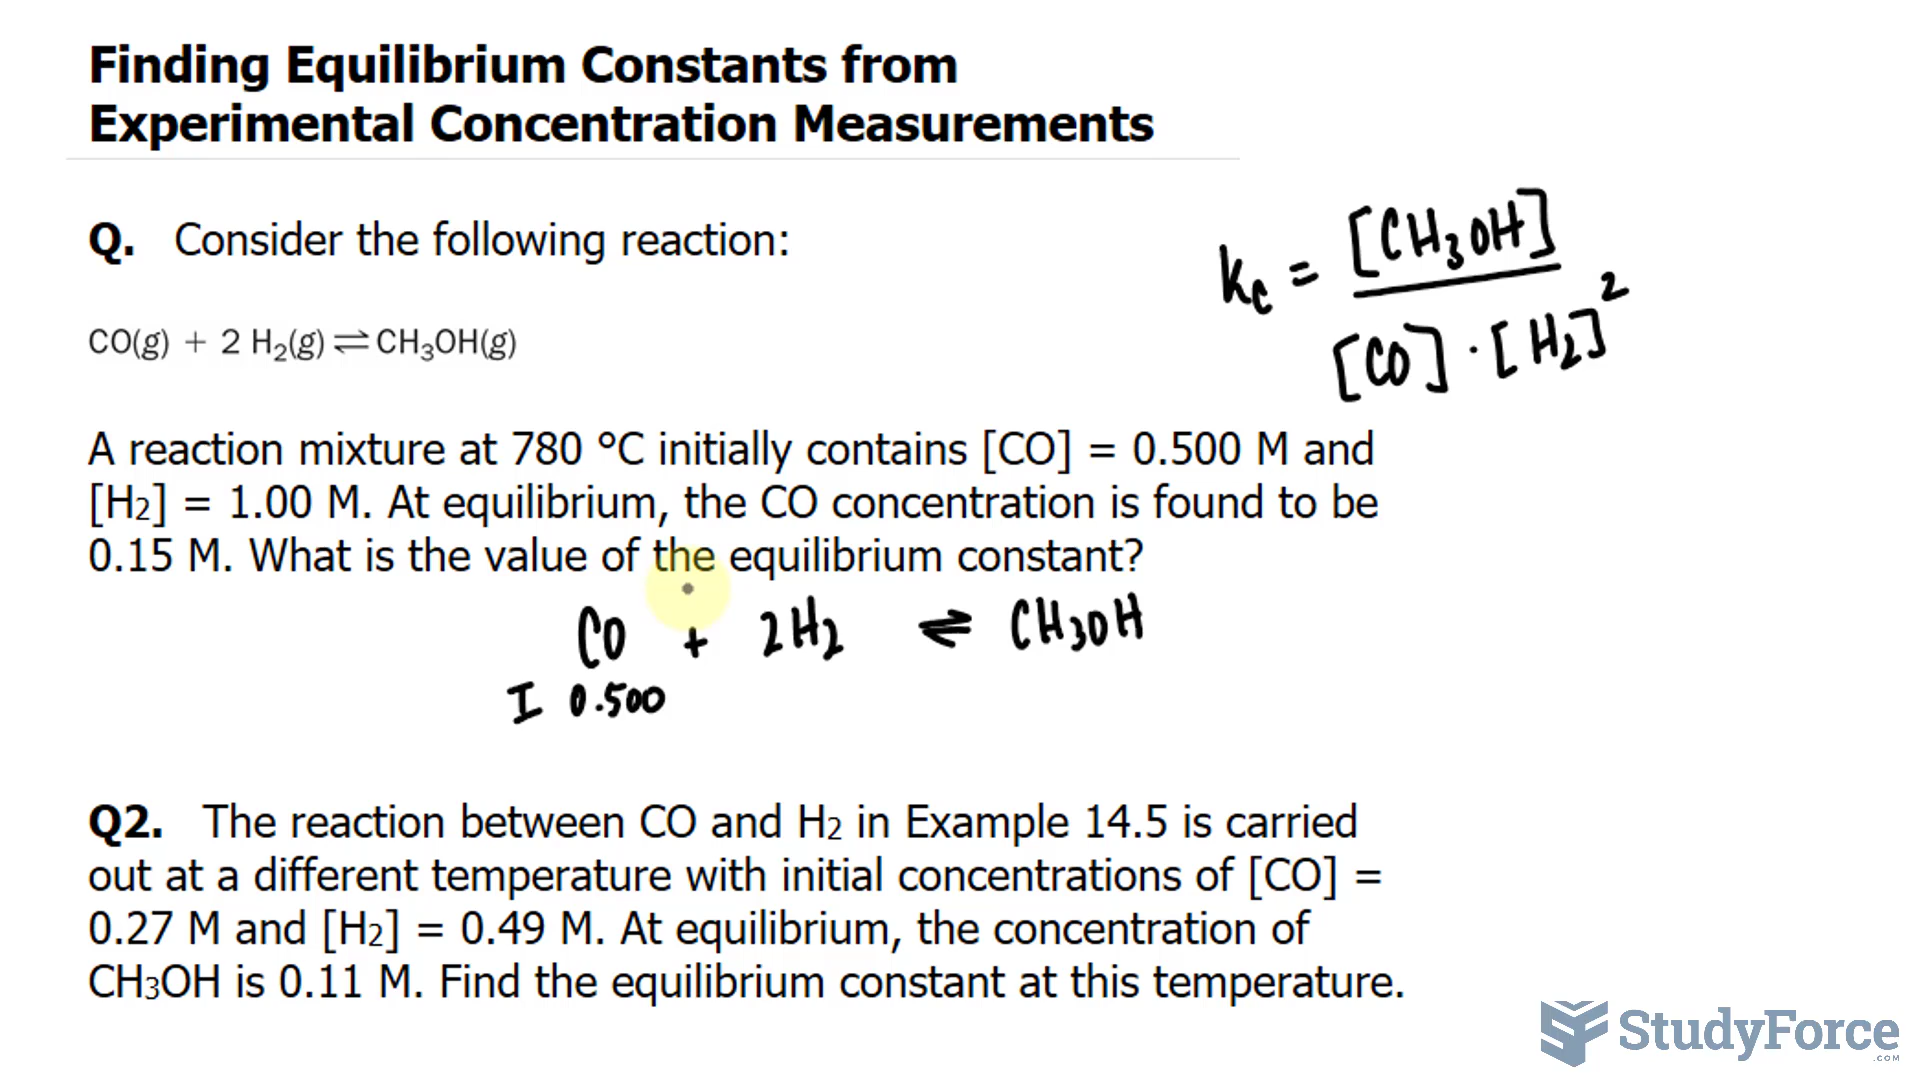 Finding Equilibrium Constants from
Experimental Concentration Measurements
Q. Consider the following reaction:
CO(g) + 2 H₂(g) ⇌ CH₃OH(g)
Kc = [CH₃OH] / [CO] · [H₂]²
A reaction mixture at 780 °C initially contains [CO] = 0.500 M and
[H₂] = 1.00 M. At equilibrium, the CO concentration is found to be
0.15 M. What is the value of the equilibrium constant?
CO + 2H₂ ⇌ CH₃OH
I 0.500
Q2. The reaction between CO and H₂ in Example 14.5 is carried
out at a different temperature with initial concentrations of [CO] =
0.27 M and [H₂] = 0.49 M. At equilibrium, the concentration of
CH₃OH is 0.11 M. Find the equilibrium constant at this temperature.
StudyForce
.COM